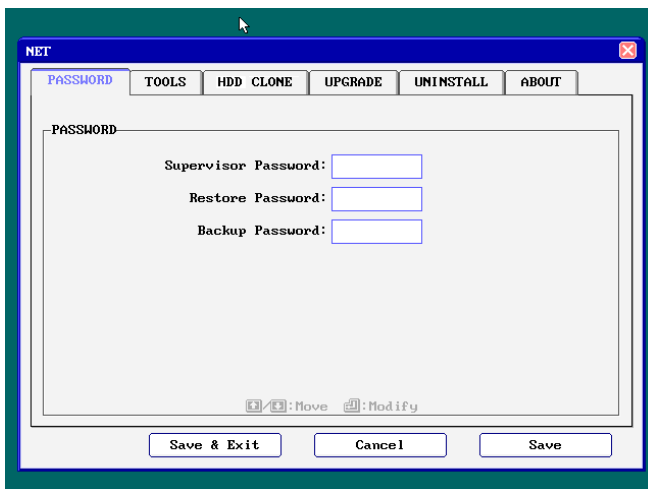 NET
PASSWORD TOOLS HDD CLONE UPGRADE UNINSTALL ABOUT
PASSWORD
Supervisor Password:
Restore Password:
Backup Password:
/ :Move :Modify
Save & Exit Cancel Save